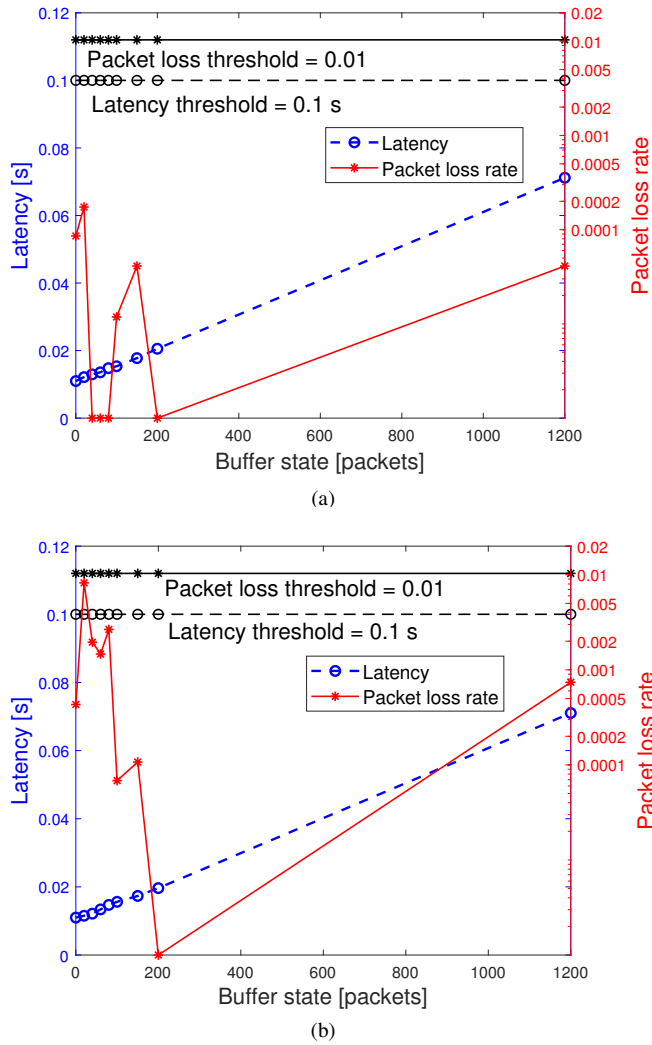 0.12
0.1
0.08
0.06
0.04
0.02
0
Latency [s]
Packet loss threshold = 0.01
Latency threshold = 0.1 s
Latency
Packet loss rate
0.02
0.01
0.005
0.002
0.001
0.0005
0.0002
0.0001
Packet loss rate
0 200 400 600 800 1000 1200
Buffer state [packets]
(a)
0.12
0.1
0.08
0.06
0.04
0.02
0
Latency [s]
Packet loss threshold = 0.01
Latency threshold = 0.1 s
Latency
Packet loss rate
0.02
0.01
0.005
0.002
0.001
0.0005
0.0002
0.0001
Packet loss rate
0 200 400 600 800 1000 1200
Buffer state [packets]
(b)